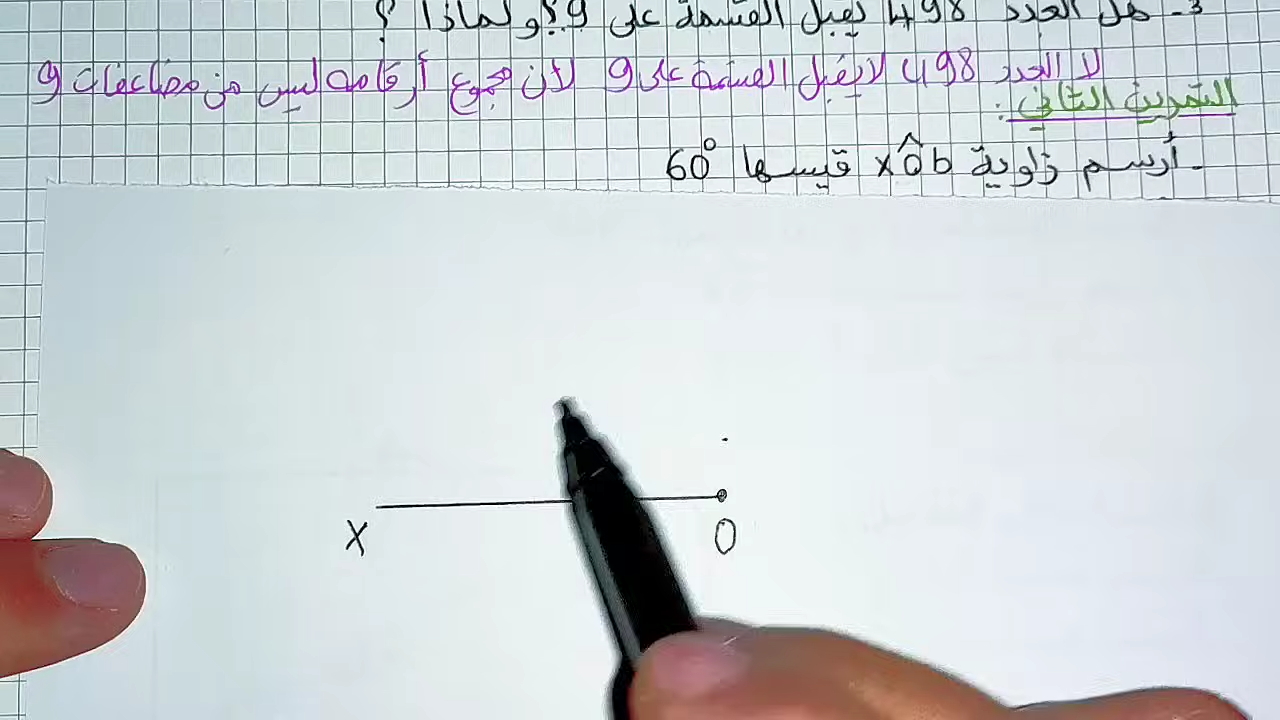 3- هل العدد 498 يقبل القسمة على 9 ؟ ولماذا ؟
لا العدد 498 لا يقبل القسمة على 9 لأن مجموع أرقامه ليس من مضاعفات 9
التمرين الثاني :
- أرسم زاوية xôb قيسها 60°
X
O